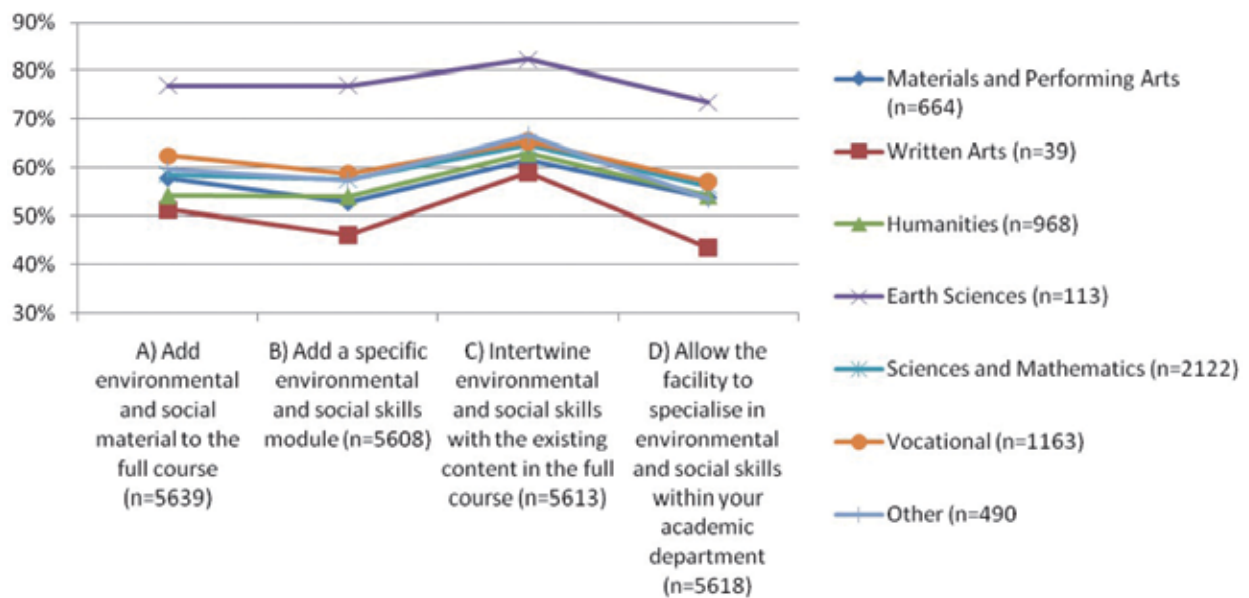 90%
80%
70%
60%
50%
40%
30%
A) Add
environmental
and social
material to the
full course
(n=5639)
B) Add a specific
environmental
and social skills
module (n=5608)
C) Intertwine
environmental
and social skills
with the existing
content in the full
course (n=5613)
D) Allow the
facility to
specialise in
environmental
and social skills
within your
academic
department
(n=5618)
Materials and Performing Arts
(n=664)
Written Arts (n=39)
Humanities (n=968)
Earth Sciences (n=113)
Sciences and Mathematics (n=2122)
Vocational (n=1163)
Other (n=490